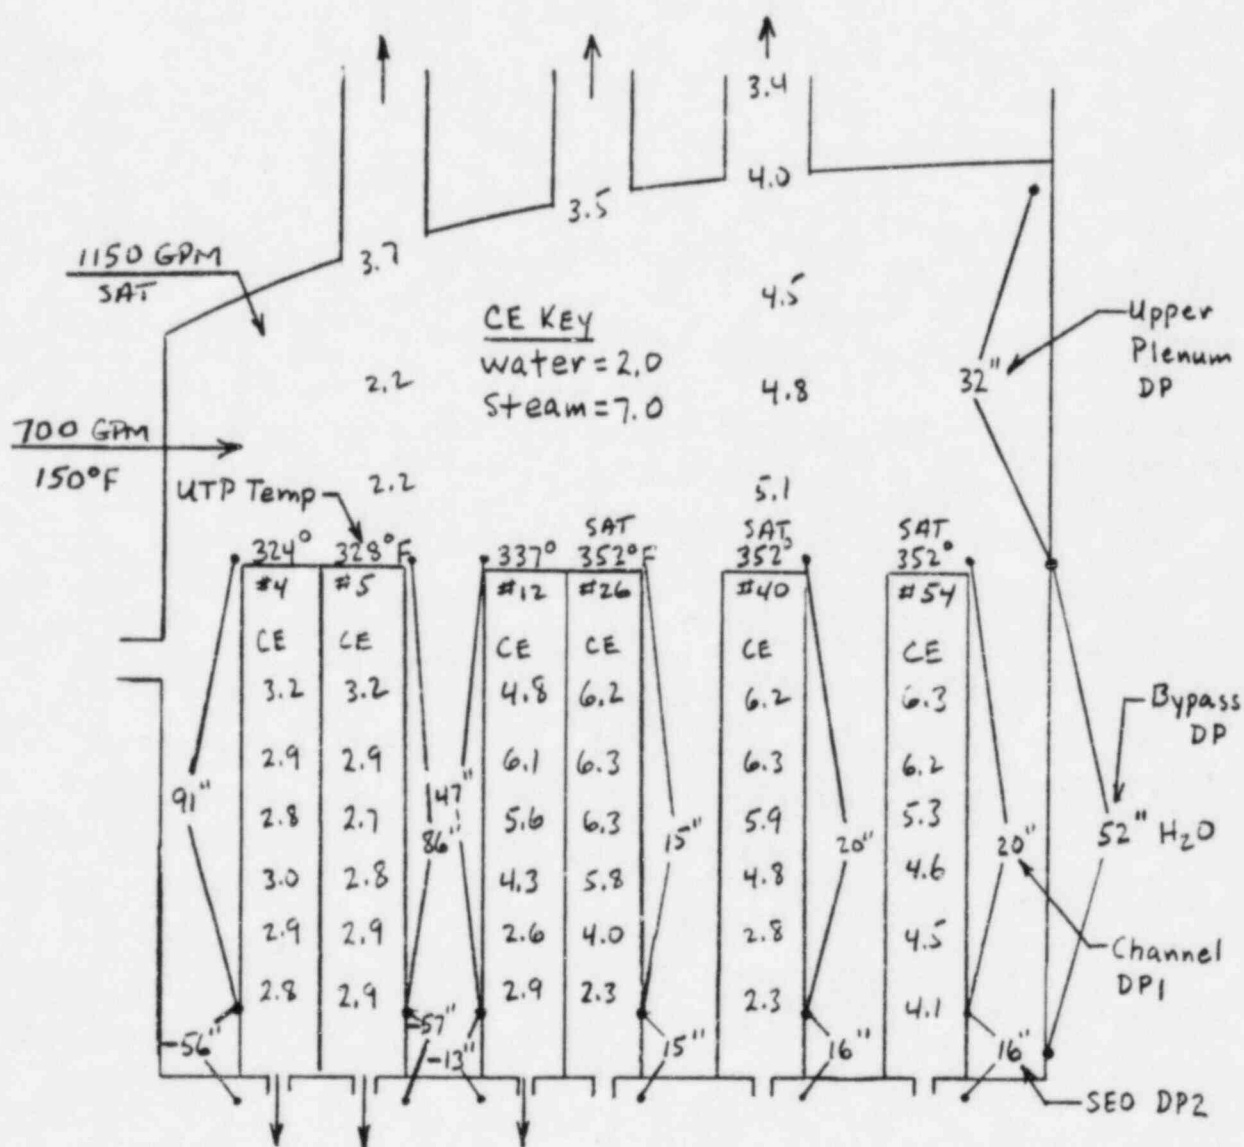 3.4
4.0
3.5
3.7
1150 GPM
SAT
4.5
CE KEY
water = 2.0
Steam = 7.0
Upper
Plenum
DP
32"
2.2
4.8
700 GPM
150°F
UTP Temp
2.2
5.1
SAT SAT SAT
324° 328°F 337° 352°F 352° 352°
#4 #5 #12 #26 #40 #54
CE CE CE CE CE CE
3.2 3.2 4.8 6.2 6.2 6.3
Bypass
DP
2.9 2.9 6.1 6.3 6.3 6.2
91" 47"
2.8 2.7 5.6 6.3 5.9 5.3
86" 15" 20" 20" 52" H2O
3.0 2.8 4.3 5.8 4.8 4.6
2.9 2.9 2.6 4.0 2.8 4.5
Channel
DP1
2.8 2.9 2.9 2.3 2.3 4.1
-56" -57" -13" 15" 16" 16"
SEO DP2